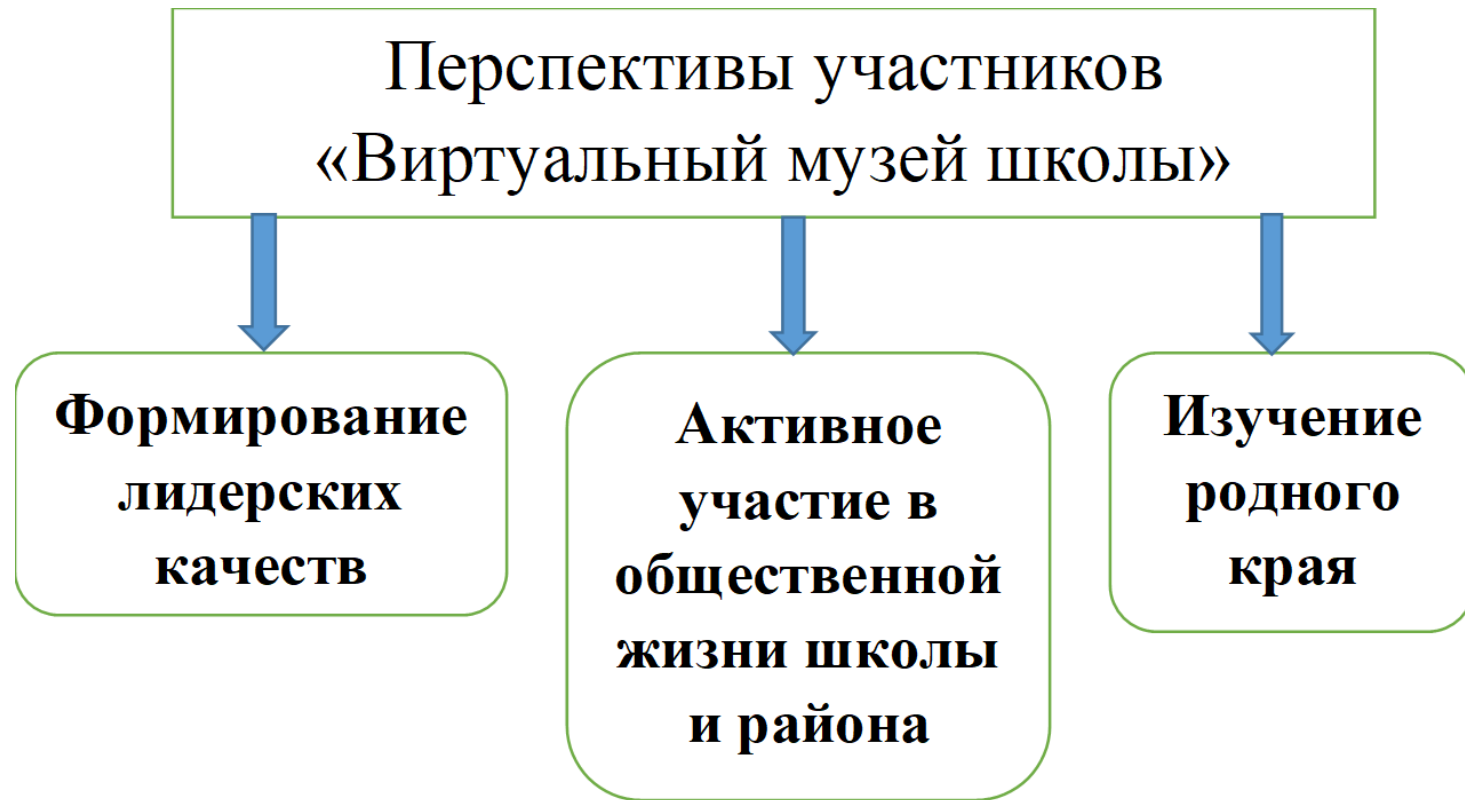 Перспективы участников
«Виртуальный музей школы»
Формирование
лидерских
качеств
Активное
участие в
общественной
жизни школы
и района
Изучение
родного
края